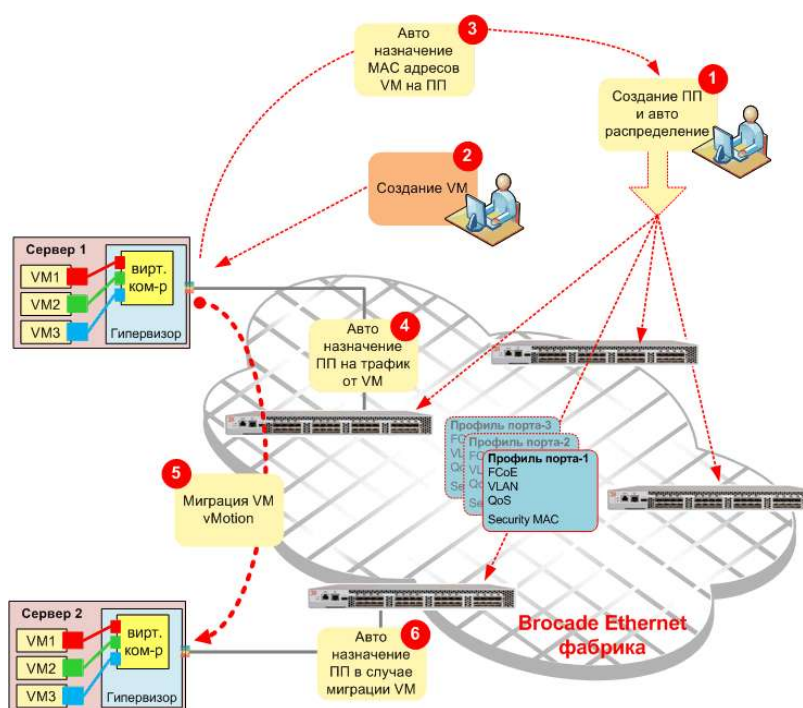 3
Авто
назначение
MAC адресов
VM на ПП
1
Создание ПП
и авто
распределение
2
Создание VM
Сервер 1
VM1
VM2
VM3
вирт.
ком-р
Гипервизор
4
Авто
назначение
ПП на трафик
от VM
Профиль порта-3
FCoE
Профиль порта-2
Профиль порта-1
FCoE
VLAN
QoS
Security MAC
5
Миграция VM
vMotion
Сервер 2
VM1
VM2
VM3
вирт.
ком-р
Гипервизор
6
Авто
назначение
ПП в случае
миграции VM
Brocade Ethernet
фабрика